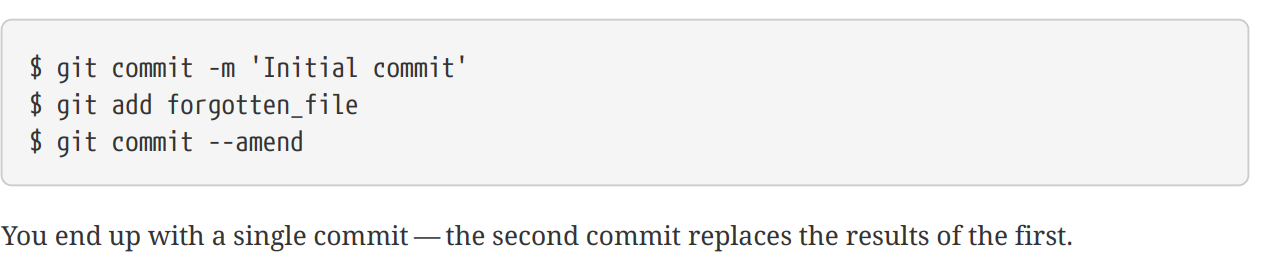 $ git commit -m 'Initial commit'
$ git add forgotten_file
$ git commit --amend
You end up with a single commit — the second commit replaces the results of the first.